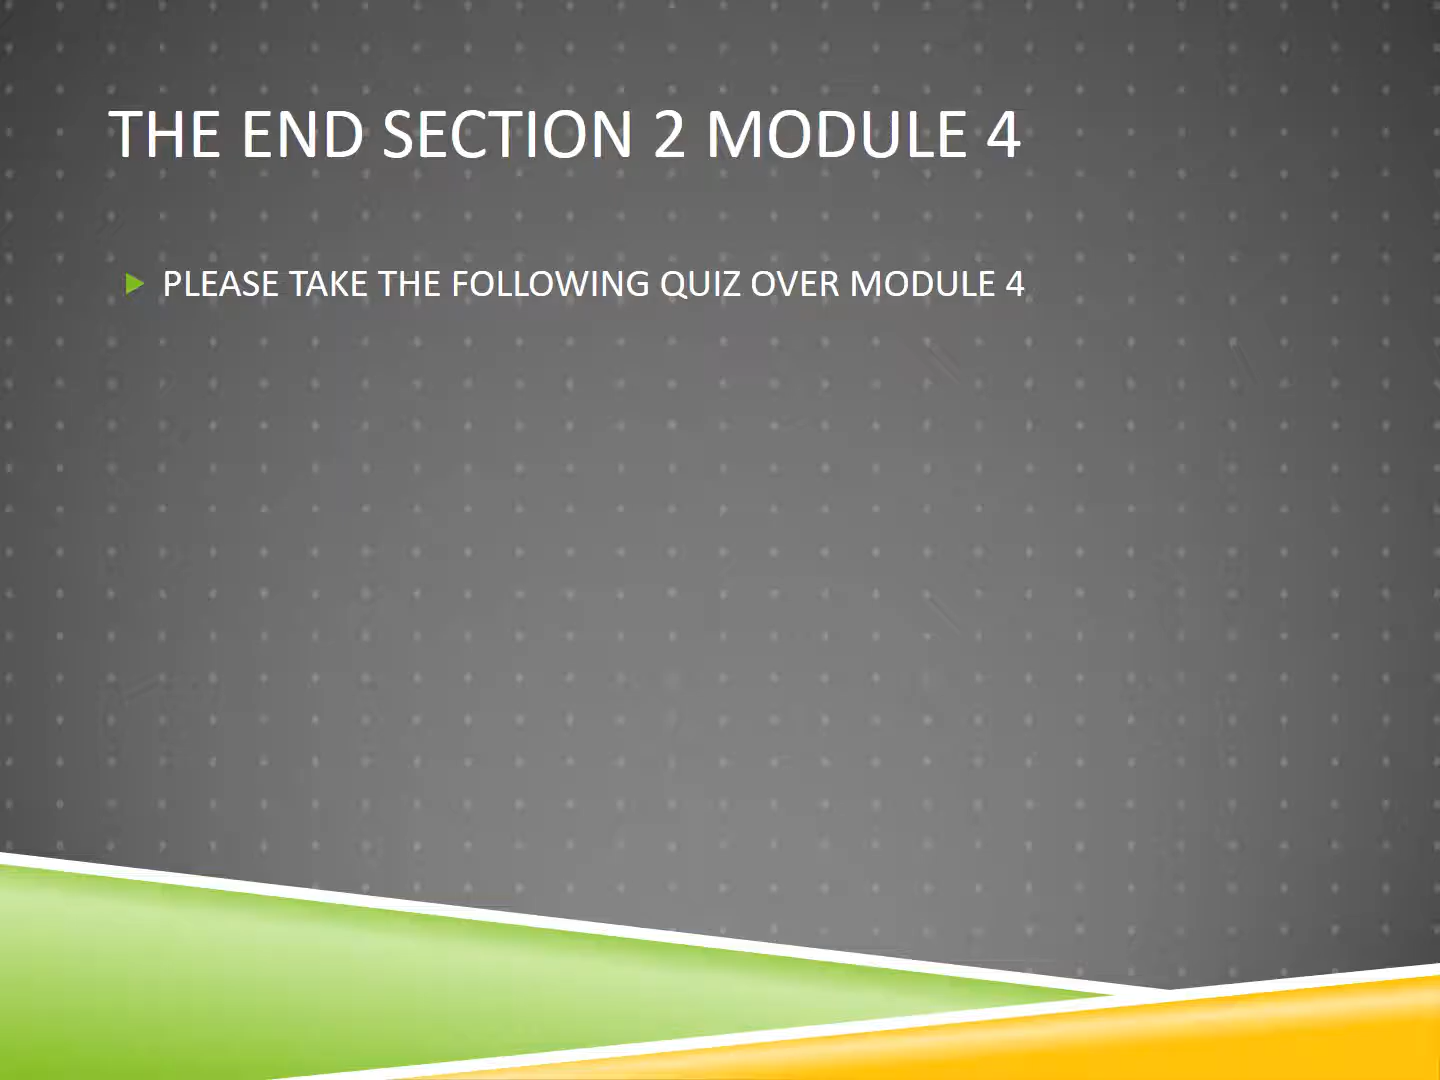 THE END SECTION 2 MODULE 4
PLEASE TAKE THE FOLLOWING QUIZ OVER MODULE 4